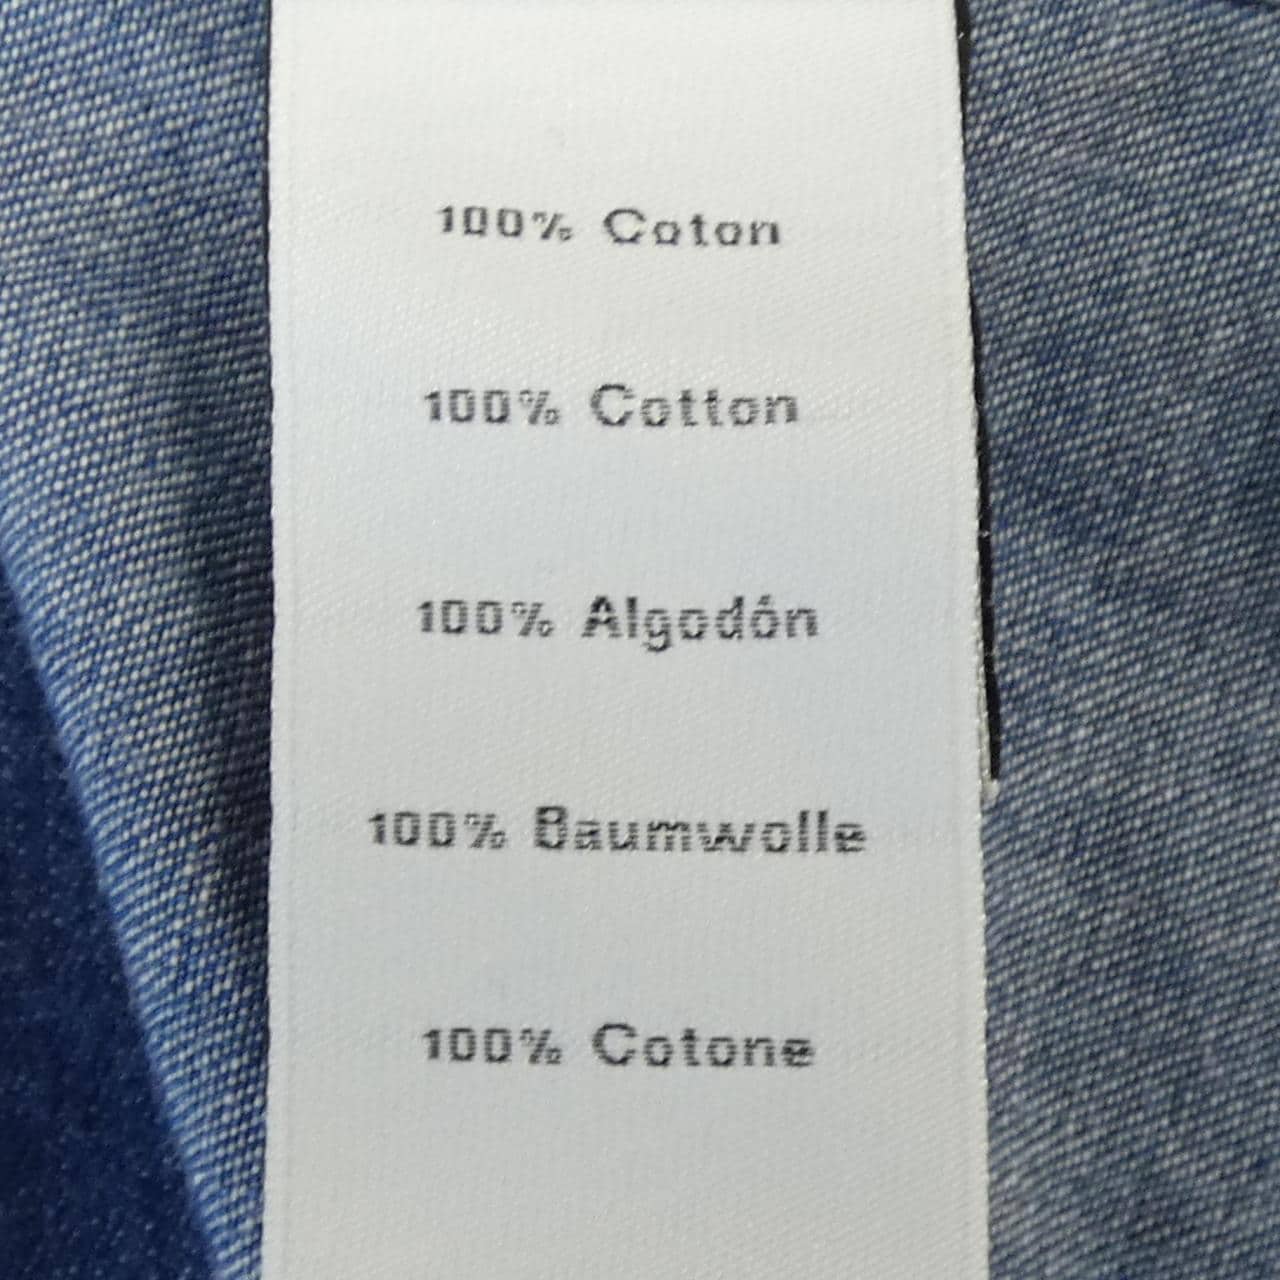 100% Coton
100% Cotton
100% Algodón
100% Baumwolle
100% Cotone